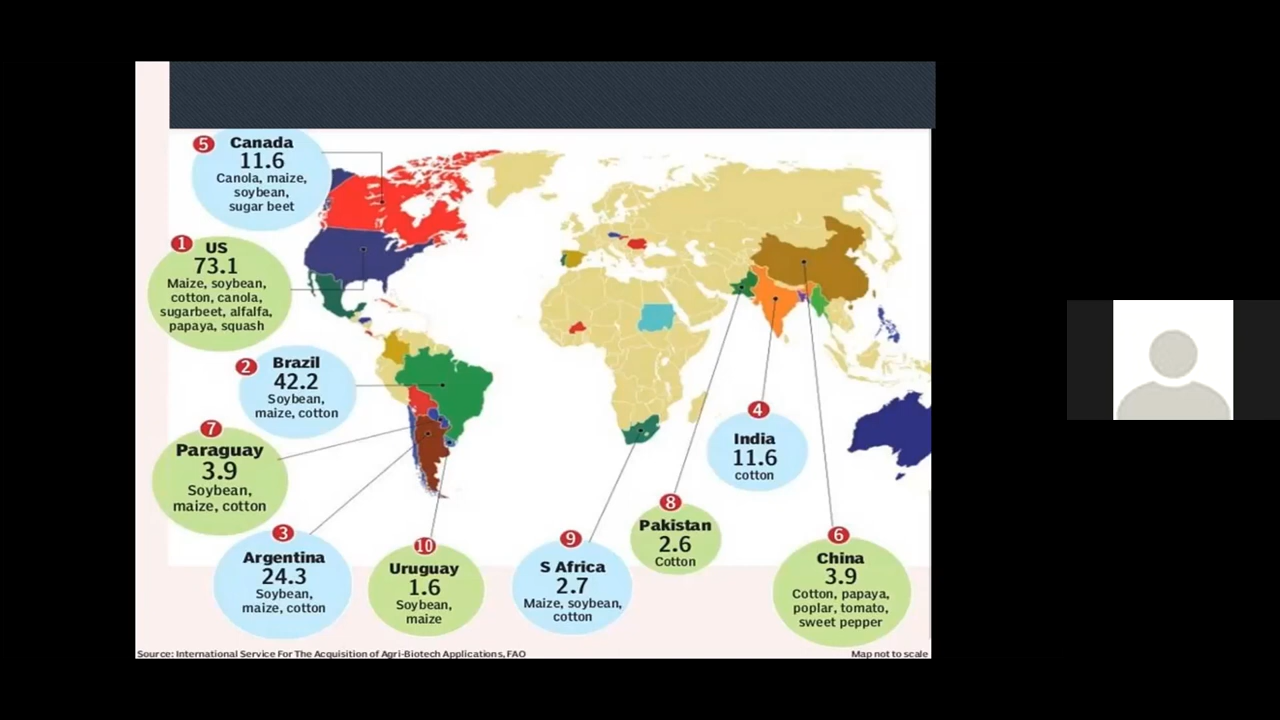 5
Canada
11.6
Canola, maize,
soybean,
sugar beet
1
US
73.1
Maize, soybean,
cotton, canola,
sugarbeet, alfalfa,
papaya, squash
2
Brazil
42.2
Soybean,
maize, cotton
7
Paraguay
3.9
Soybean,
maize, cotton
3
Argentina
24.3
Soybean,
maize, cotton
10
Uruguay
1.6
Soybean,
maize
9
S Africa
2.7
Maize, soybean,
cotton
8
Pakistan
2.6
Cotton
4
India
11.6
cotton
6
China
3.9
Cotton, papaya,
poplar, tomato,
sweet pepper
Source: International Service For The Acquisition of Agri-Biotech Applications, FAO
Map not to scale